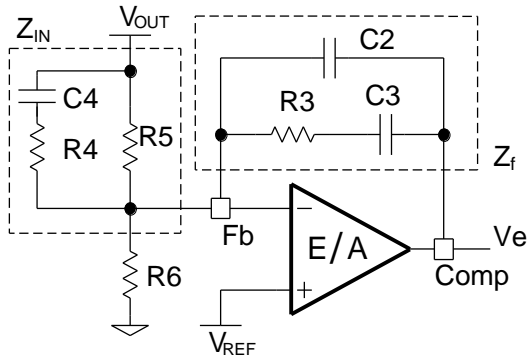 Z_IN
V_OUT
C4
R4
R5
R6
C2
R3
C3
Z_f
Fb
−
E/A
+
V_REF
Ve
Comp